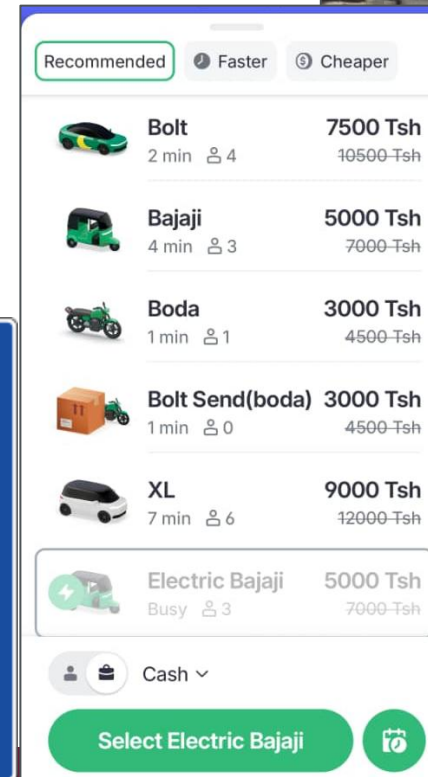 Recommended Faster Cheaper
Bolt 7500 Tsh
2 min 4 10500 Tsh
Bajaji 5000 Tsh
4 min 3 7000 Tsh
Boda 3000 Tsh
1 min 1 4500 Tsh
Bolt Send(boda) 3000 Tsh
1 min 0 4500 Tsh
XL 9000 Tsh
7 min 6 12000 Tsh
Electric Bajaji 5000 Tsh
Busy 3 7000 Tsh
Cash
Select Electric Bajaji